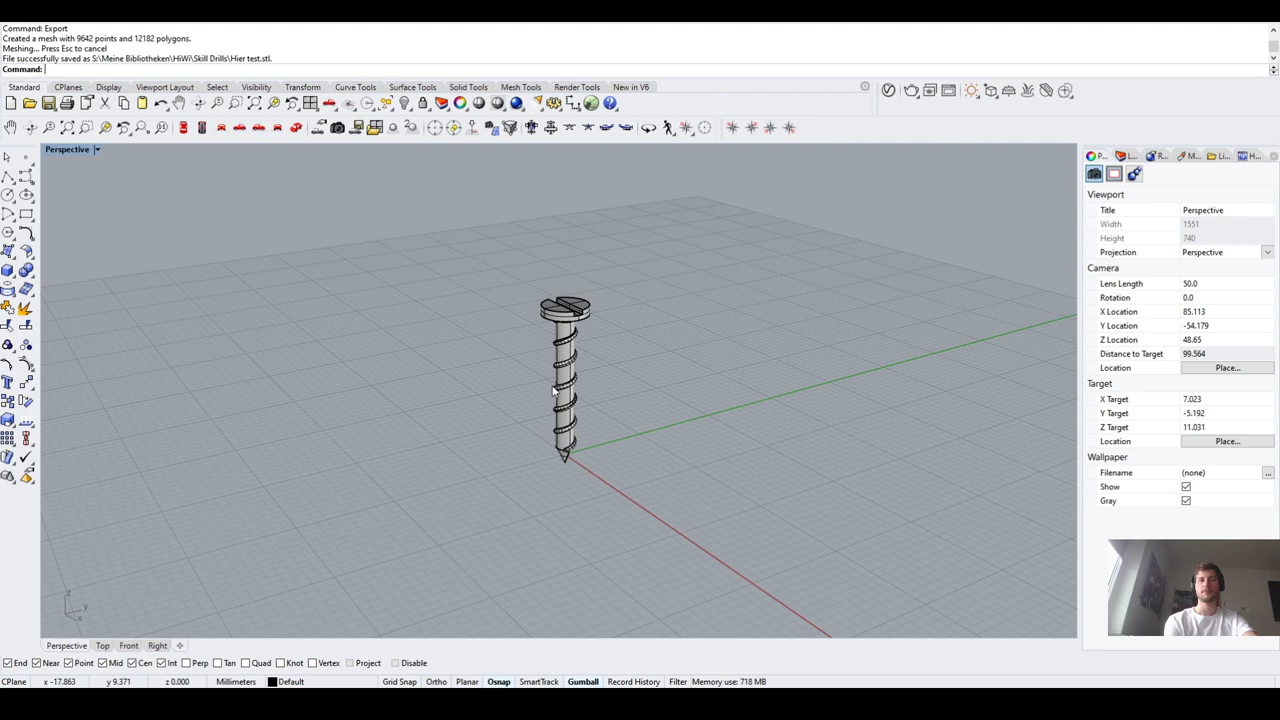 Command: Export
Created a mesh with 9642 points and 12182 polygons.
Meshing... Press Esc to cancel
File successfully saved as S:\Meine Bibliotheken\HiWi\Skill Drills\Hier test.stl.
Command:
Standard CPlanes Display Viewport Layout Select Visibility Transform Curve Tools Surface Tools Mesh Tools Render Tools New in V6
Perspective
P... L... R... M... Li... H...
Viewport
Title Perspective
Width 1551
Height 740
Projection Perspective
Camera
Lens Length 50.0
Rotation 0.0
X Location 85.113
Y Location -54.179
Z Location 48.65
Distance to Target 99.564
Location Place...
Target
X Target 7.023
Y Target -5.192
Z Target 11.031
Location Place...
Wallpaper
Filename (none) ...
Show
Gray
z y x
Perspective Top Front Right
End Near Point Mid Cen Int Perp Tan Quad Knot Vertex Project Disable
CPlane x -17.863 y 9.371 z 0.000 Millimeters Default Grid Snap Ortho Planar Osnap SmartTrack Gumball Record History Filter Memory use: 718 MB